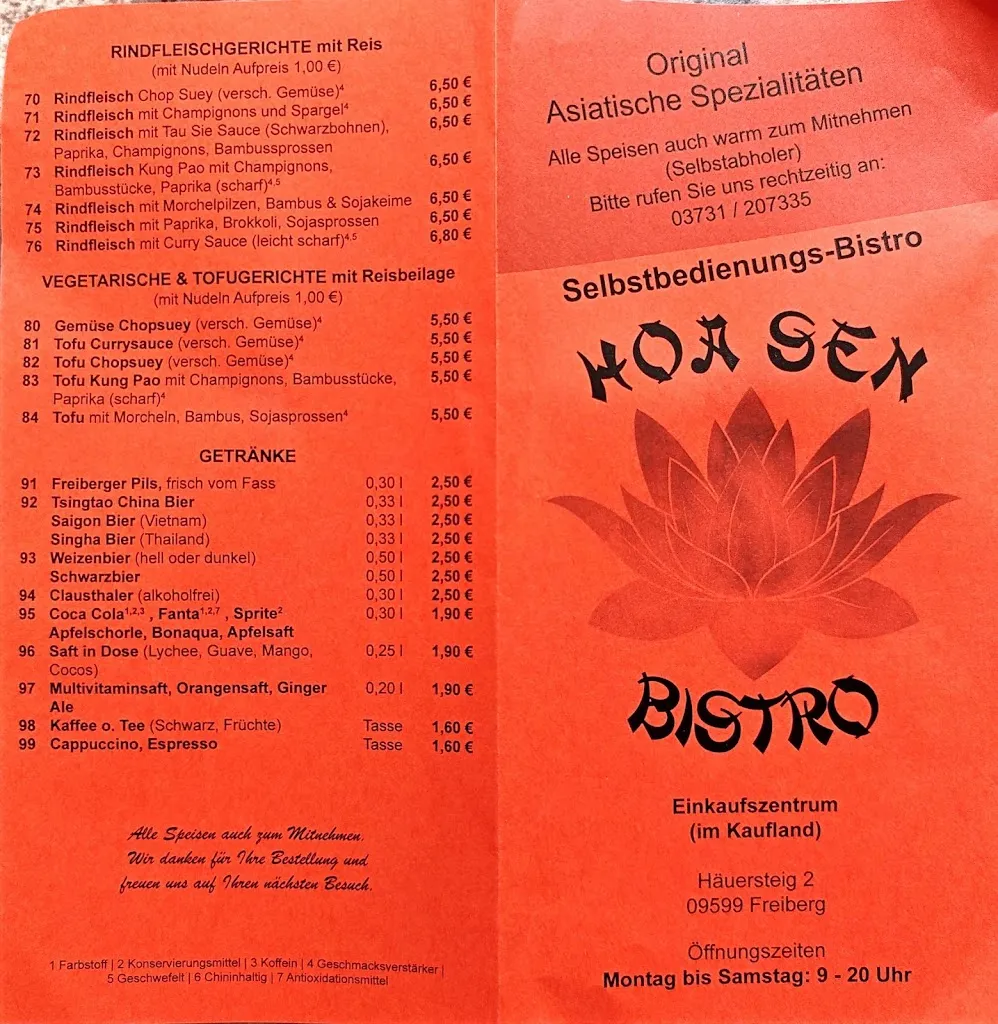 RINDFLEISCHGERICHTE mit Reis
(mit Nudeln Aufpreis 1,00 €)
70 Rindfleisch Chop Suey (versch. Gemüse)⁴ 6,50 €
71 Rindfleisch mit Champignons und Spargel⁴ 6,50 €
72 Rindfleisch mit Tau Sie Sauce (Schwarzbohnen), 6,50 €
Paprika, Champignons, Bambussprossen
73 Rindfleisch Kung Pao mit Champignons, 6,50 €
Bambusstücke, Paprika (scharf)⁴,⁵
74 Rindfleisch mit Morchelpilzen, Bambus & Sojakeime 6,50 €
75 Rindfleisch mit Paprika, Brokkoli, Sojasprossen 6,50 €
76 Rindfleisch mit Curry Sauce (leicht scharf)⁴,⁵ 6,80 €
VEGETARISCHE & TOFUGERICHTE mit Reisbeilage
(mit Nudeln Aufpreis 1,00 €)
80 Gemüse Chopsuey (versch. Gemüse)⁴ 5,50 €
81 Tofu Currysauce (versch. Gemüse)⁴ 5,50 €
82 Tofu Chopsuey (versch. Gemüse)⁴ 5,50 €
83 Tofu Kung Pao mit Champignons, Bambusstücke, 5,50 €
Paprika (scharf)⁴
84 Tofu mit Morcheln, Bambus, Sojasprossen⁴ 5,50 €
GETRÄNKE
91 Freiberger Pils, frisch vom Fass 0,30 l 2,50 €
92 Tsingtao China Bier 0,33 l 2,50 €
Saigon Bier (Vietnam) 0,33 l 2,50 €
Singha Bier (Thailand) 0,33 l 2,50 €
93 Weizenbier (hell oder dunkel) 0,50 l 2,50 €
Schwarzbier 0,50 l 2,50 €
94 Clausthaler (alkoholfrei) 0,30 l 2,50 €
95 Coca Cola¹,²,³ , Fanta¹,²,⁷ , Sprite² 0,30 l 1,90 €
Apfelschorle, Bonaqua, Apfelsaft
96 Saft in Dose (Lychee, Guave, Mango, 0,25 l 1,90 €
Cocos)
97 Multivitaminsaft, Orangensaft, Ginger 0,20 l 1,90 €
Ale
98 Kaffee o. Tee (Schwarz, Früchte) Tasse 1,60 €
99 Cappuccino, Espresso Tasse 1,60 €
Alle Speisen auch zum Mitnehmen.
Wir danken für Ihre Bestellung und
freuen uns auf Ihren nächsten Besuch.
1 Farbstoff | 2 Konservierungsmittel | 3 Koffein | 4 Geschmacksverstärker |
5 Geschwefelt | 6 Chininhaltig | 7 Antioxidationsmittel
Original
Asiatische Spezialitäten
Alle Speisen auch warm zum Mitnehmen
(Selbstabholer)
Bitte rufen Sie uns rechtzeitig an:
03731 / 207335
Selbstbedienungs-Bistro
HOA SEN
BISTRO
Einkaufszentrum
(im Kaufland)
Häuersteig 2
09599 Freiberg
Öffnungszeiten
Montag bis Samstag: 9 - 20 Uhr